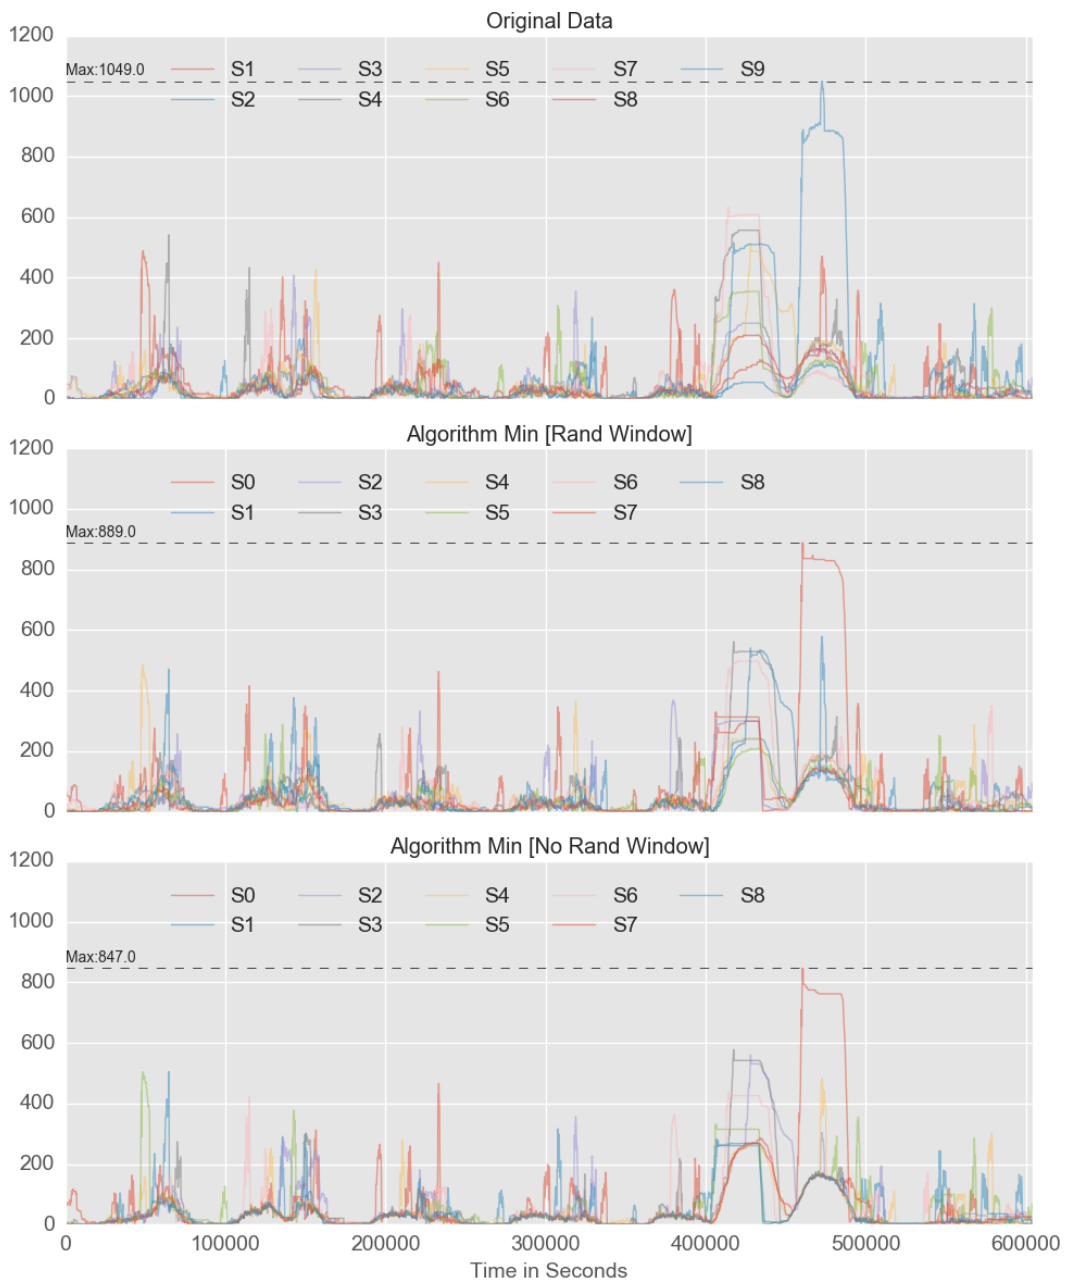 Original Data
1200
Max:1049.0
S1 S3 S5 S7 S9
S2 S4 S6 S8
1000
800
600
400
200
0
Algorithm Min [Rand Window]
1200
S0 S2 S4 S6 S8
1000
S1 S3 S5 S7
Max:889.0
800
600
400
200
0
Algorithm Min [No Rand Window]
1200
S0 S2 S4 S6 S8
1000
S1 S3 S5 S7
Max:847.0
800
600
400
200
0
0 100000 200000 300000 400000 500000 600000
Time in Seconds